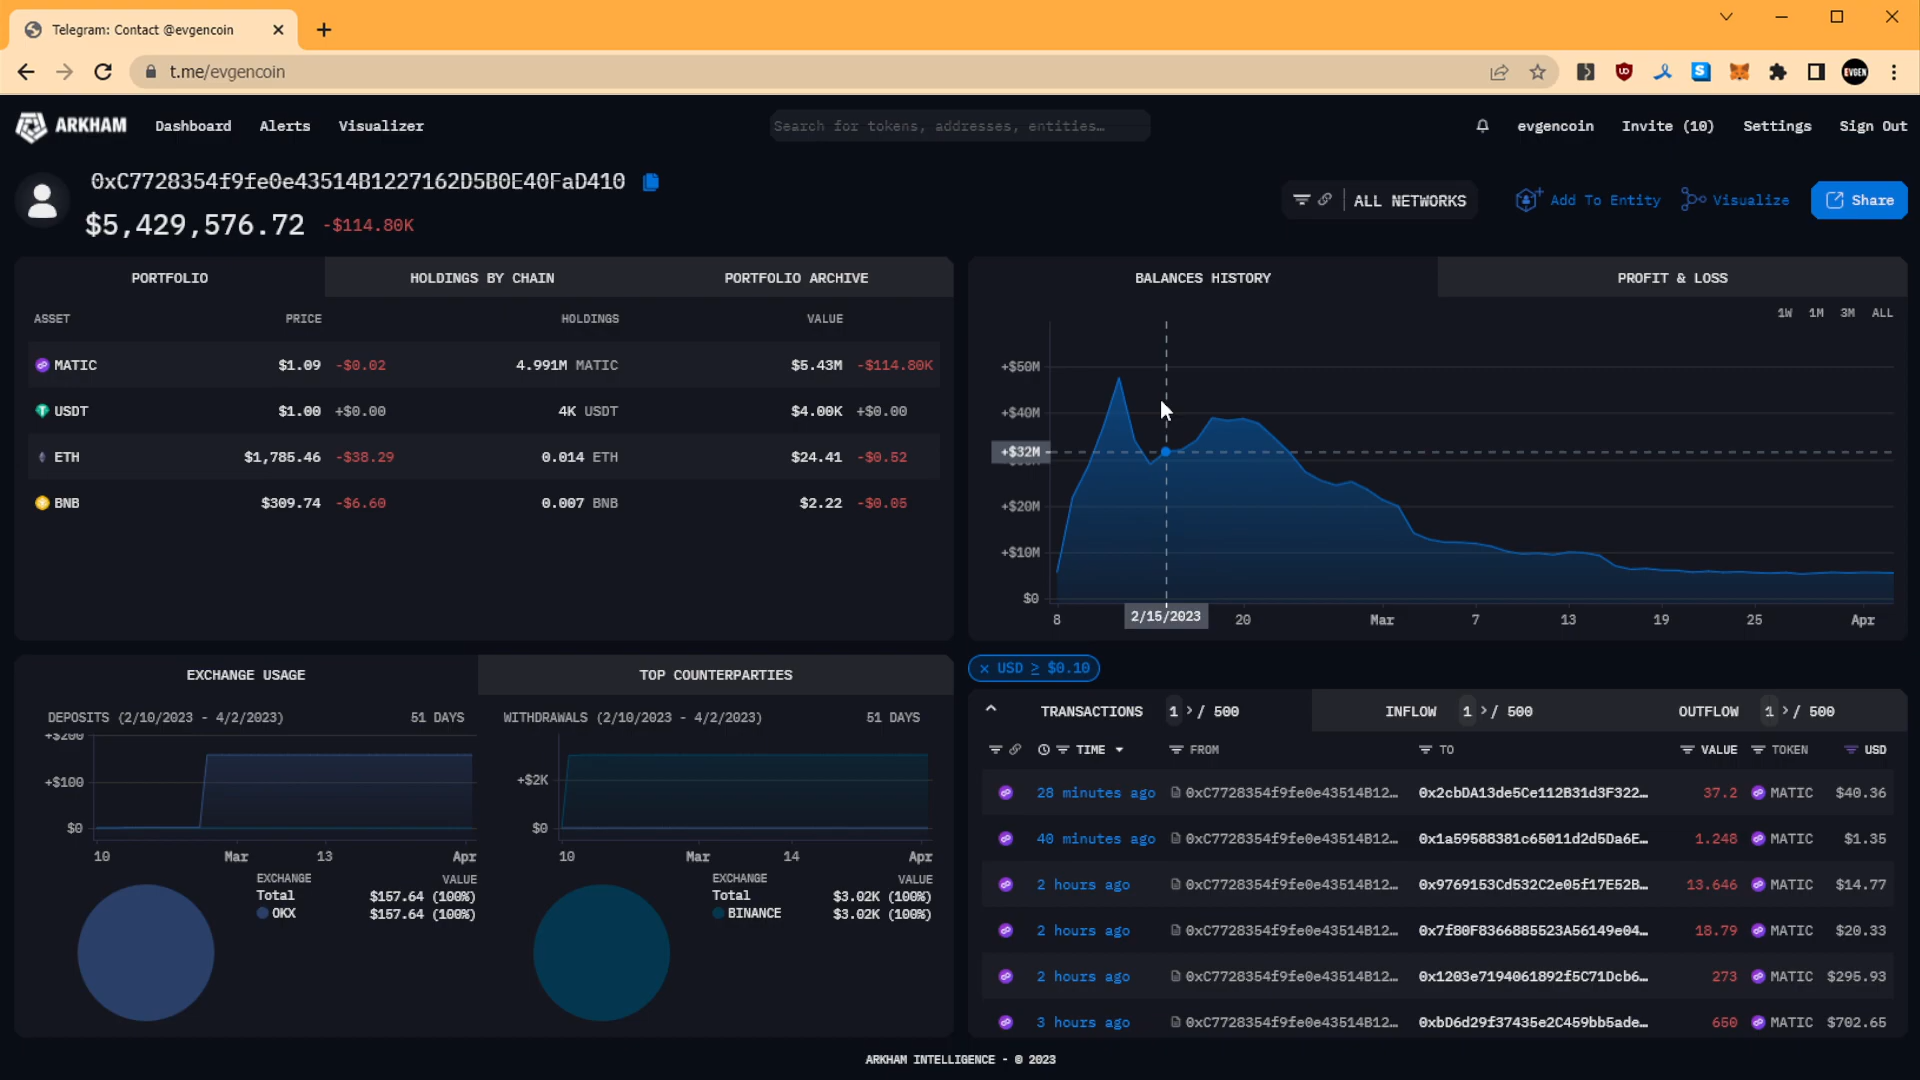 Telegram: Contact @evgencoin
t.me/evgencoin
EVGEN
ARKHAM
Dashboard
Alerts
Visualizer
Search for tokens, addresses, entities…
evgencoin
Invite (10)
Settings
Sign Out
0xC7728354f9fe0e43514B1227162D5B0E40FaD410
$5,429,576.72 -$114.80K
ALL NETWORKS
Add To Entity
Visualize
Share
PORTFOLIO
HOLDINGS BY CHAIN
PORTFOLIO ARCHIVE
ASSET PRICE HOLDINGS VALUE
MATIC $1.09 -$0.02 4.991M MATIC $5.43M -$114.80K
USDT $1.00 +$0.00 4K USDT $4.00K +$0.00
ETH $1,785.46 -$38.29 0.014 ETH $24.41 -$0.52
BNB $309.74 -$6.60 0.007 BNB $2.22 -$0.05
BALANCES HISTORY
PROFIT & LOSS
1W 1M 3M ALL
+$50M
+$40M
+$32M
+$20M
+$10M
$0
8 2/15/2023 20 Mar 7 13 19 25 Apr
EXCHANGE USAGE
TOP COUNTERPARTIES
DEPOSITS (2/10/2023 - 4/2/2023) 51 DAYS
+$200
+$100
$0
10 Mar 13 Apr
EXCHANGE VALUE
Total $157.64 (100%)
OKX $157.64 (100%)
WITHDRAWALS (2/10/2023 - 4/2/2023) 51 DAYS
+$2K
$0
10 Mar 14 Apr
EXCHANGE VALUE
Total $3.02K (100%)
BINANCE $3.02K (100%)
× USD ≥ $0.10
TRANSACTIONS 1 > / 500
INFLOW 1 > / 500
OUTFLOW 1 > / 500
TIME FROM TO VALUE TOKEN USD
28 minutes ago 0xC7728354f9fe0e43514B12… 0x2cbDA13de5Ce112B31d3F322… 37.2 MATIC $40.36
40 minutes ago 0xC7728354f9fe0e43514B12… 0x1a59588381c65011d2d5Da6E… 1.248 MATIC $1.35
2 hours ago 0xC7728354f9fe0e43514B12… 0x9769153Cd532C2e05f17E52B… 13.646 MATIC $14.77
2 hours ago 0xC7728354f9fe0e43514B12… 0x7f80F8366885523A56149e04… 18.79 MATIC $20.33
2 hours ago 0xC7728354f9fe0e43514B12… 0x1203e7194061892f5C71Dcb6… 273 MATIC $295.93
3 hours ago 0xC7728354f9fe0e43514B12… 0xbD6d29f37435e2C459bb5ade… 650 MATIC $702.65
ARKHAM INTELLIGENCE - © 2023